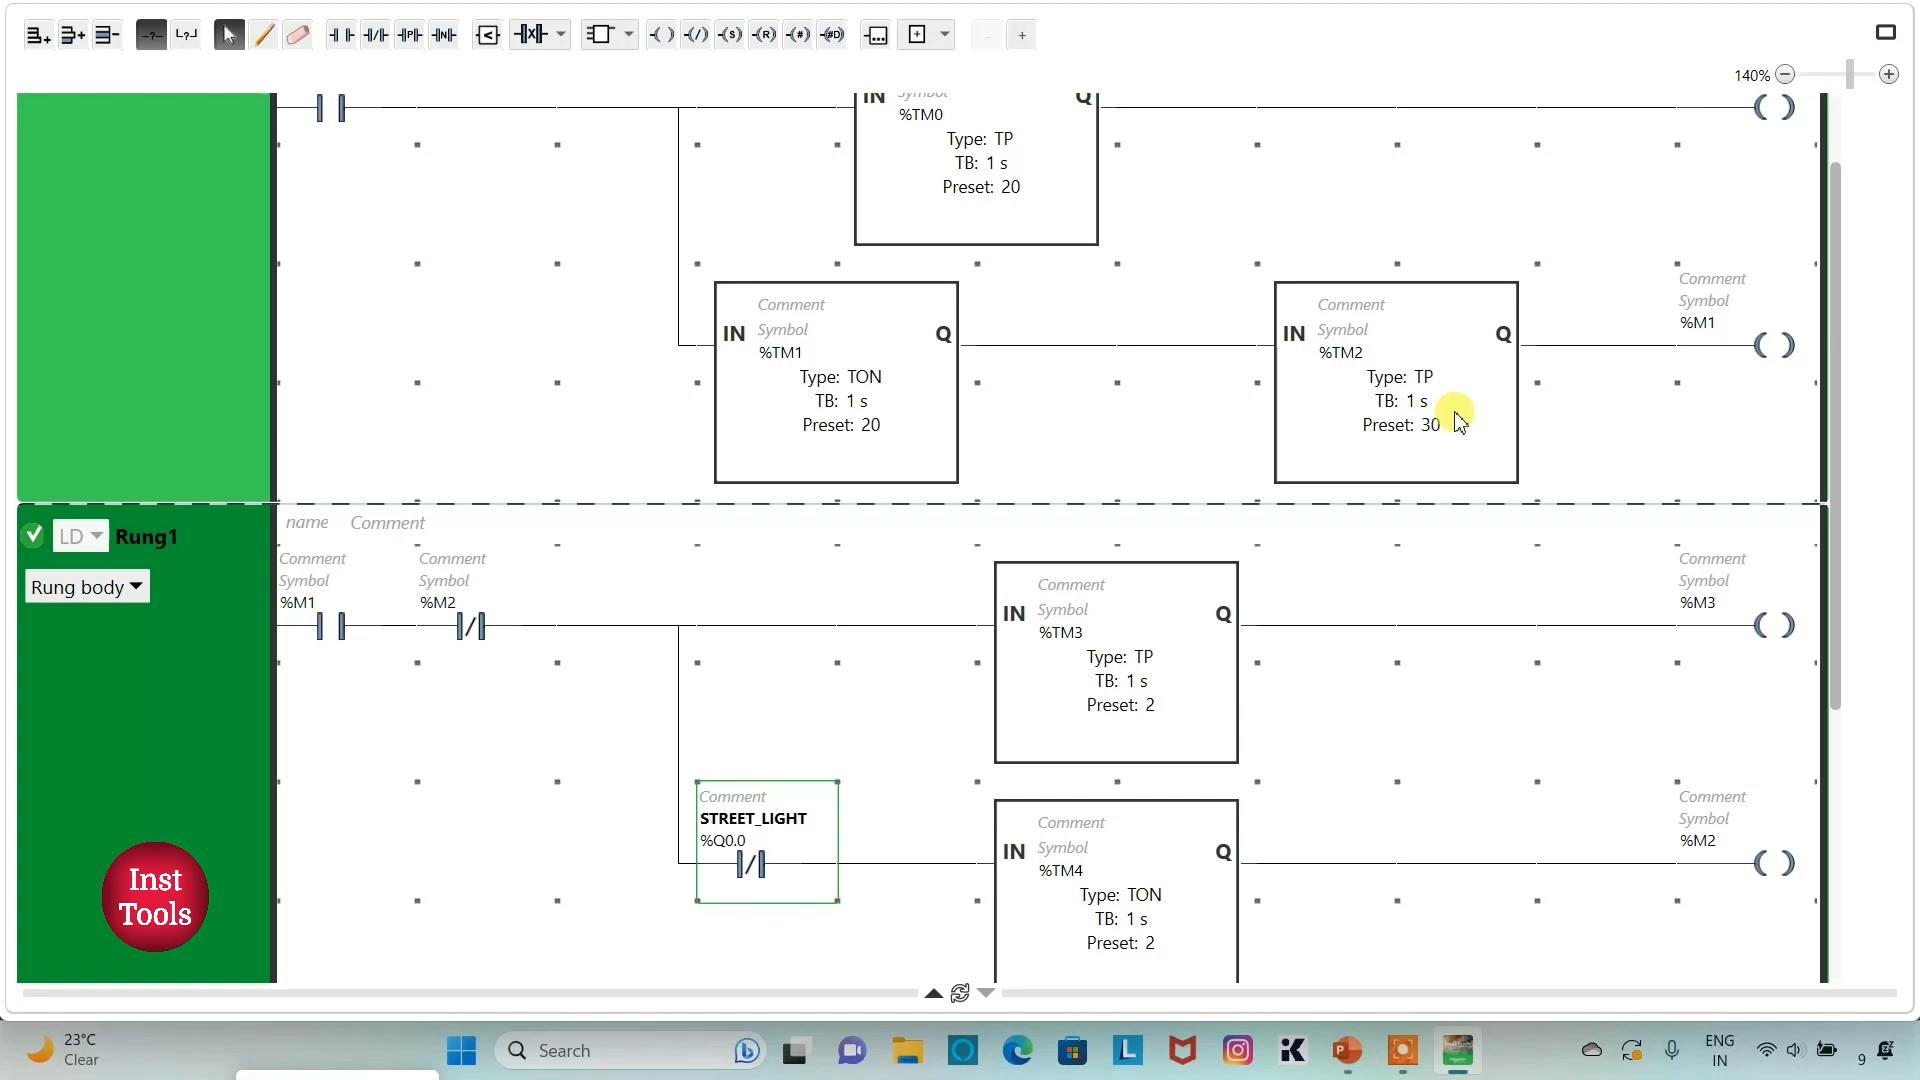 140%
IN
Symbol
Q
%TM0
Type: TP
TB: 1 s
Preset: 20
Comment
IN Symbol Q
%TM1
Type: TON
TB: 1 s
Preset: 20
Comment
IN Symbol Q
%TM2
Type: TP
TB: 1 s
Preset: 30
Comment
Symbol
%M1
LD Rung1
Rung body
name Comment
Comment
Symbol
%M1
Comment
Symbol
%M2
Comment
IN Symbol Q
%TM3
Type: TP
TB: 1 s
Preset: 2
Comment
Symbol
%M3
Comment
STREET_LIGHT
%Q0.0
Comment
IN Symbol Q
%TM4
Type: TON
TB: 1 s
Preset: 2
Comment
Symbol
%M2
Inst
Tools
23°C
Clear
Search
ENG
IN
9